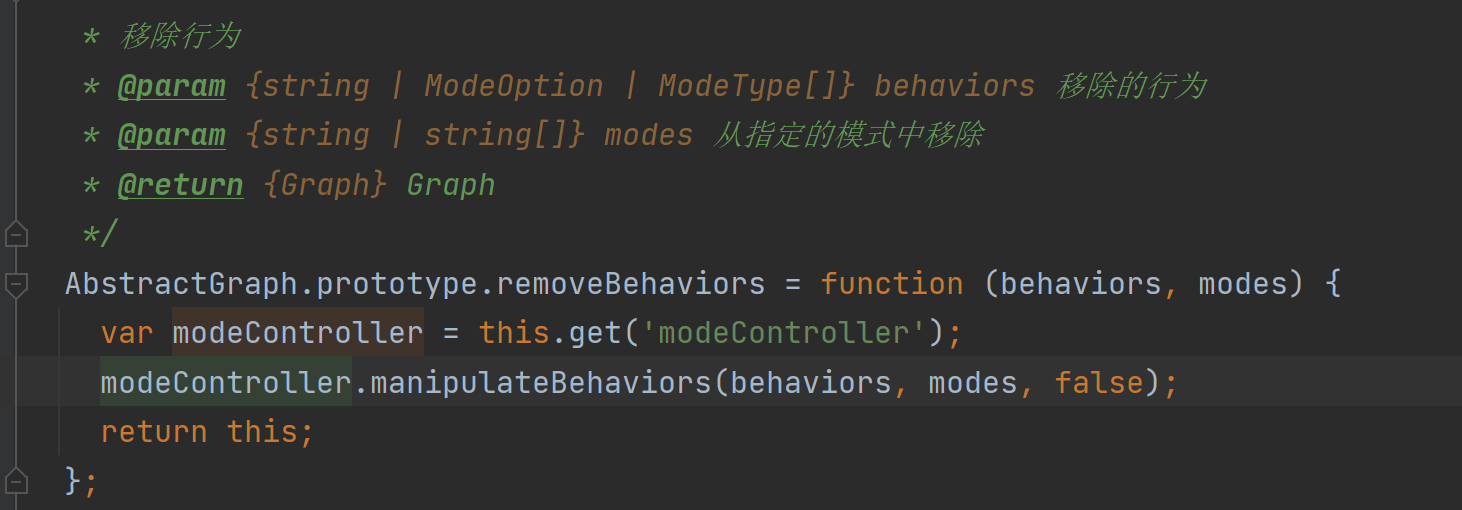 * 移除行为
* @param {string | ModeOption | ModeType[]} behaviors 移除的行为
* @param {string | string[]} modes 从指定的模式中移除
* @return {Graph} Graph
*/
AbstractGraph.prototype.removeBehaviors = function (behaviors, modes) {
var modeController = this.get('modeController');
modeController.manipulateBehaviors(behaviors, modes, false);
return this;
};